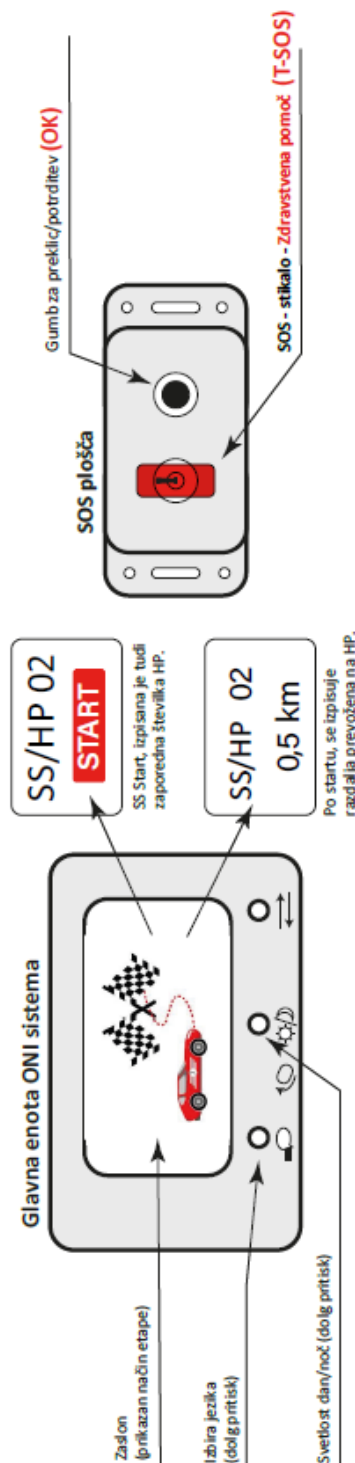 Glavna enota ONI sistema
Zaslon
(prikazan način etape)
Izbira jezika
(dolg pritisk)
Svetlost dan/noč (dolg pritisk)
SS/HP 02
START
SS Start, izpisana je tudi
zaporedna številka HP.
SS/HP 02
0,5 km
Po startu, se izpisuje
razdalja prevožena na HP.
SOS plošča
Gumb za preklic/potrditev (OK)
SOS - stikalo - Zdravstvena pomoč (T-SOS)